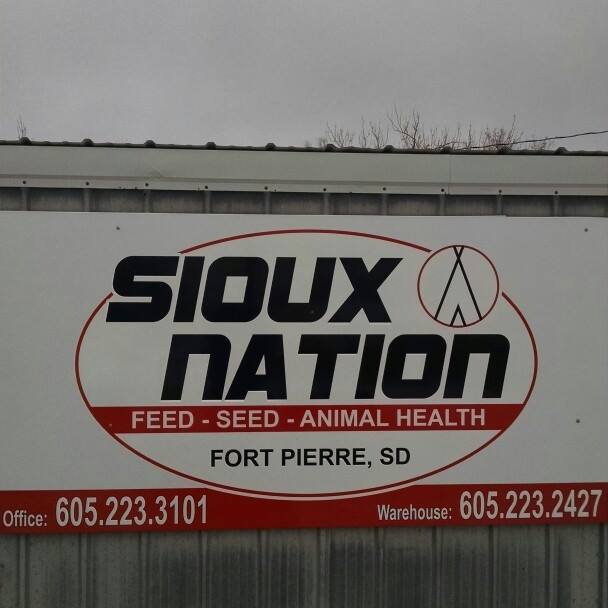 SIOUX
NATION
FEED - SEED - ANIMAL HEALTH
FORT PIERRE, SD
Office: 605.223.3101 Warehouse: 605.223.2427